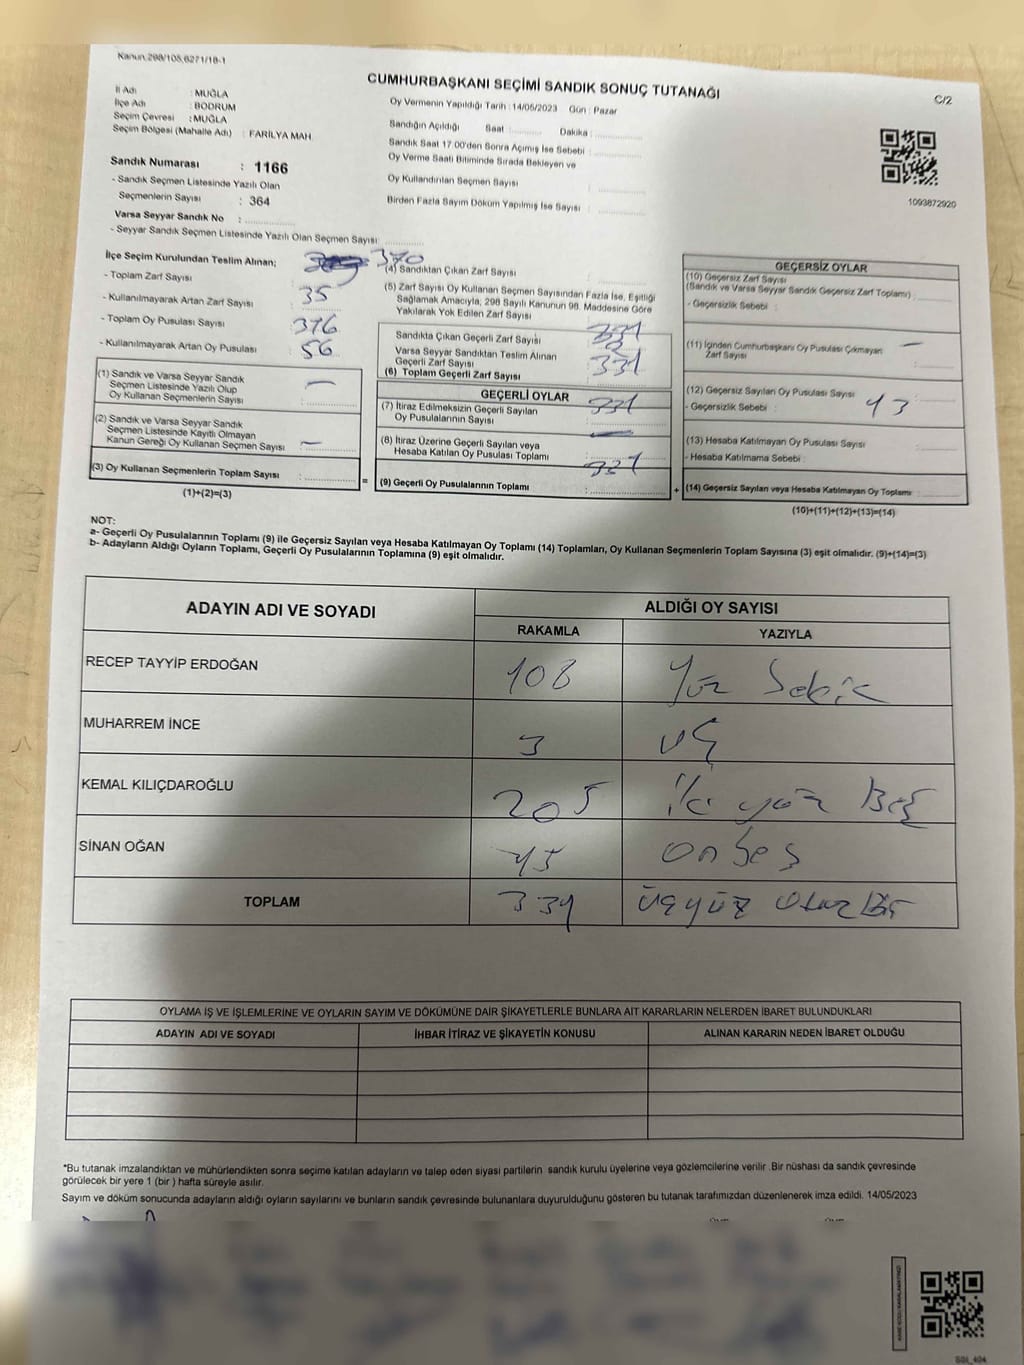 Kanun,298/105,6271/18-1
CUMHURBAŞKANI SEÇİMİ SANDIK SONUÇ TUTANAĞI
C/2
İl Adı : MUĞLA
İlçe Adı : BODRUM
Seçim Çevresi : MUĞLA
Seçim Bölgesi (Mahalle Adı) : FARİLYA MAH
Oy Vermenin Yapıldığı Tarih : 14/05/2023 Gün : Pazar
Sandığın Açıldığı Saat :.......... Dakika :..............
Sandık Saat 17.00'den Sonra Açımış İse Sebebi :..............
Oy Verme Saati Bitiminde Sırada Bekleyen ve
Oy Kullandırılan Seçmen Sayısı :..............
Birden Fazla Sayım Döküm Yapılmış İse Sayısı :..............
1093872920
Sandık Numarası : 1166
- Sandık Seçmen Listesinde Yazılı Olan
Seçmenlerin Sayısı : 364
Varsa Seyyar Sandık No :..............
- Seyyar Sandık Seçmen Listesinde Yazılı Olan Seçmen Sayısı:..............
İlçe Seçim Kurulundan Teslim Alınan;
- Toplam Zarf Sayısı 370
- Kullanılmayarak Artan Zarf Sayısı : 35
- Toplam Oy Pusulası Sayısı 376
- Kullanılmayarak Artan Oy Pusulası : 56
(1) Sandık ve Varsa Seyyar Sandık
Seçmen Listesinde Yazılı Olup
Oy Kullanan Seçmenlerin Sayısı : —
(2) Sandık ve Varsa Seyyar Sandık
Seçmen Listesinde Kayıtlı Olmayan
Kanun Gereği Oy Kullanan Seçmen Sayısı : —
(3) Oy Kullanan Seçmenlerin Toplam Sayısı :..............
(1)+(2)=(3)
=
(4) Sandıktan Çıkan Zarf Sayısı
(5) Zarf Sayısı Oy Kullanan Seçmen Sayısından Fazla İse, Eşitliği
Sağlamak Amacıyla, 298 Sayılı Kanunun 98. Maddesine Göre
Yakılarak Yok Edilen Zarf Sayısı
Sandıkta Çıkan Geçerli Zarf Sayısı : 331
Varsa Seyyar Sandıktan Teslim Alınan
Geçerli Zarf Sayısı
(6) Toplam Geçerli Zarf Sayısı : 331
GEÇERLİ OYLAR
(7) İtiraz Edilmeksizin Geçerli Sayılan
Oy Pusulalarının Sayısı : 331
(8) İtiraz Üzerine Geçerli Sayılan veya
Hesaba Katılan Oy Pusulası Toplamı : —
(9) Geçerli Oy Pusulalarının Toplamı : 331
+
GEÇERSİZ OYLAR
(10) Geçersiz Zarf Sayısı
(Sandık ve Varsa Seyyar Sandık Geçersiz Zarf Toplamı) :..............
- Geçersizlik Sebebi :
(11) İçinden Cumhurbaşkanı Oy Pusulası Çıkmayan
Zarf Sayısı : —
(12) Geçersiz Sayılan Oy Pusulası Sayısı : 13
- Geçersizlik Sebebi :
(13) Hesaba Katılmayan Oy Pusulası Sayısı :..............
- Hesaba Katılmama Sebebi :
(14) Geçersiz Sayılan veya Hesaba Katılmayan Oy Toplamı :..............
(10)+(11)+(12)+(13)=(14)
NOT:
a- Geçerli Oy Pusulalarının Toplamı (9) ile Geçersiz Sayılan veya Hesaba Katılmayan Oy Toplamı (14) Toplamları, Oy Kullanan Seçmenlerin Toplam Sayısına (3) eşit olmalıdır. (9)+(14)=(3)
b- Adayların Aldığı Oyların Toplamı, Geçerli Oy Pusulalarının Toplamına (9) eşit olmalıdır.
ADAYIN ADI VE SOYADI ALDIĞI OY SAYISI
RAKAMLA YAZIYLA
RECEP TAYYİP ERDOĞAN 108 Yüz Sekiz
MUHARREM İNCE 3 üç
KEMAL KILIÇDAROĞLU 205 iki yüz Beş
SİNAN OĞAN 15 onbeş
TOPLAM 331 üçyüz otuz Bir
OYLAMA İŞ VE İŞLEMLERİNE VE OYLARIN SAYIM VE DÖKÜMÜNE DAİR ŞİKAYETLERLE BUNLARA AİT KARARLARIN NELERDEN İBARET BULUNDUKLARI
ADAYIN ADI VE SOYADI İHBAR İTİRAZ VE ŞİKAYETİN KONUSU ALINAN KARARIN NEDEN İBARET OLDUĞU
*Bu tutanak imzalandıktan ve mühürlendikten sonra seçime katılan adayların ve talep eden siyasi partilerin sandık kurulu üyelerine veya gözlemcilerine verilir .Bir nüshası da sandık çevresinde
görülecek bir yere 1 (bir ) hafta süreyle asılır.
Sayım ve döküm sonucunda adayların aldığı oyların sayılarını ve bunların sandık çevresinde bulunanlara duyurulduğunu gösteren bu tutanak tarafımızdan düzenlenerek imza edildi. 14/05/2023